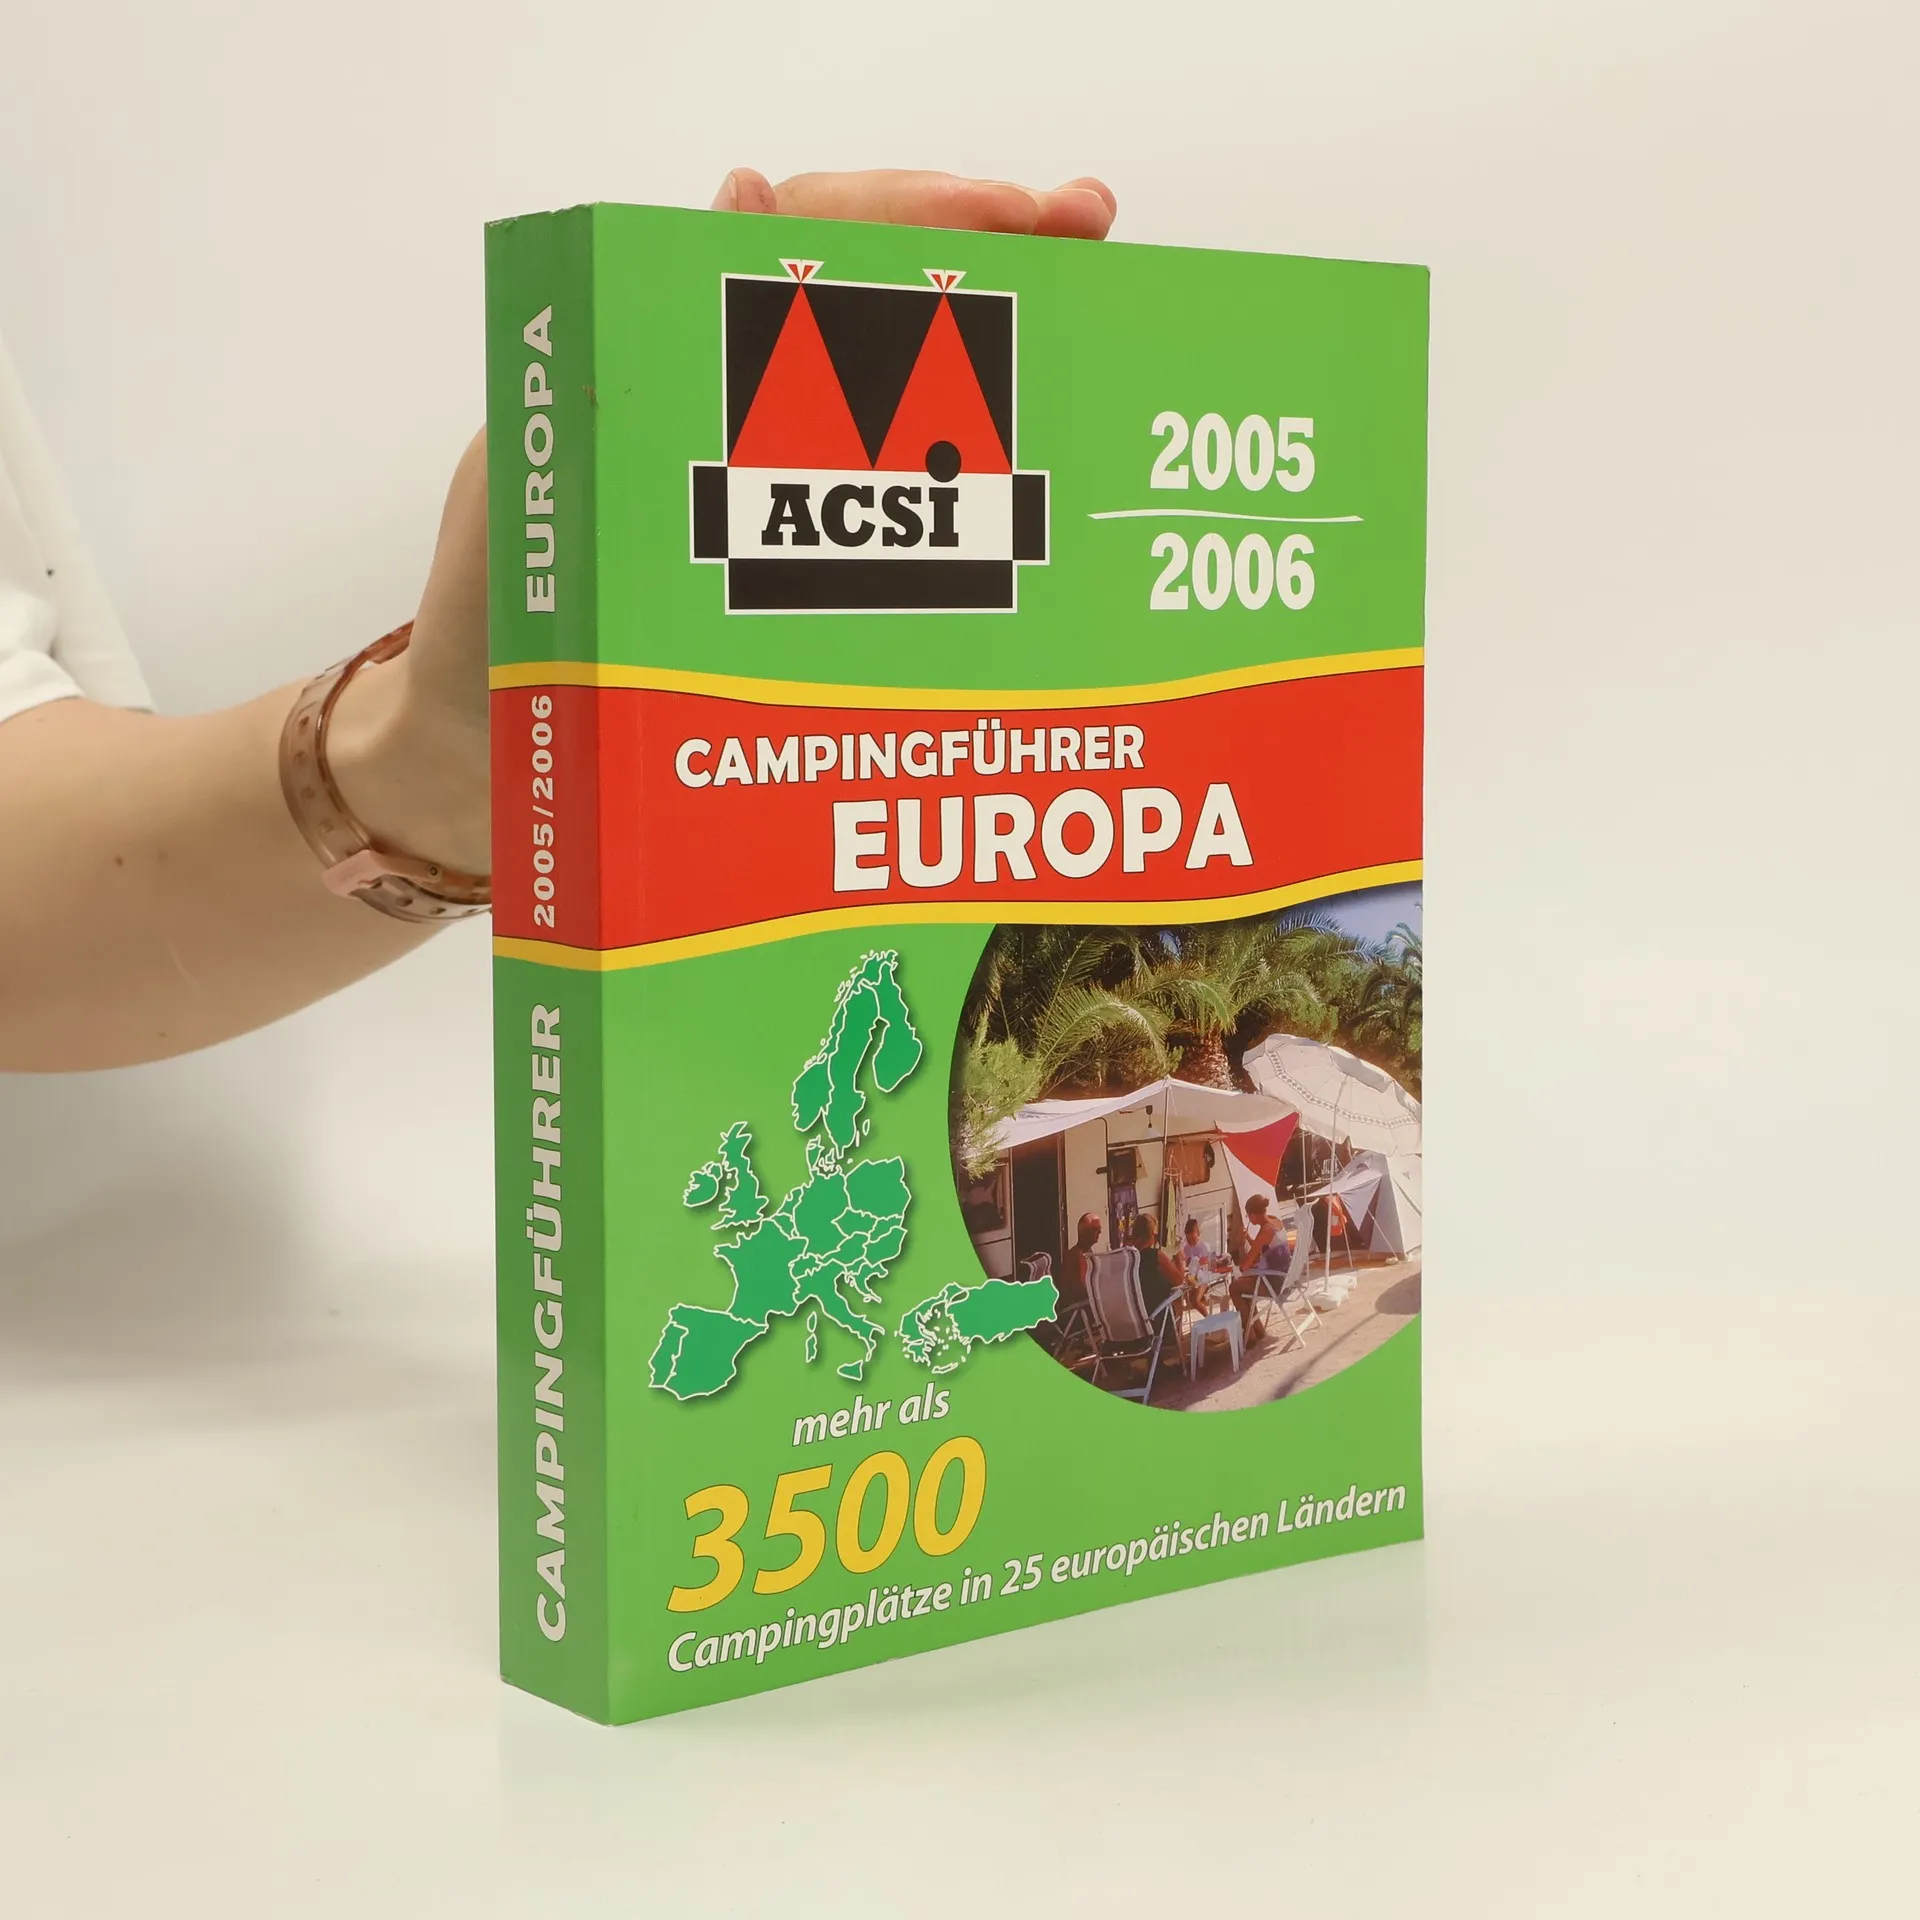 EUROPA
2005/2006
CAMPINGFÜHRER
ACSi
2005
2006
CAMPINGFÜHRER
EUROPA
mehr als
3500
Campingplätze in 25 europäischen Ländern